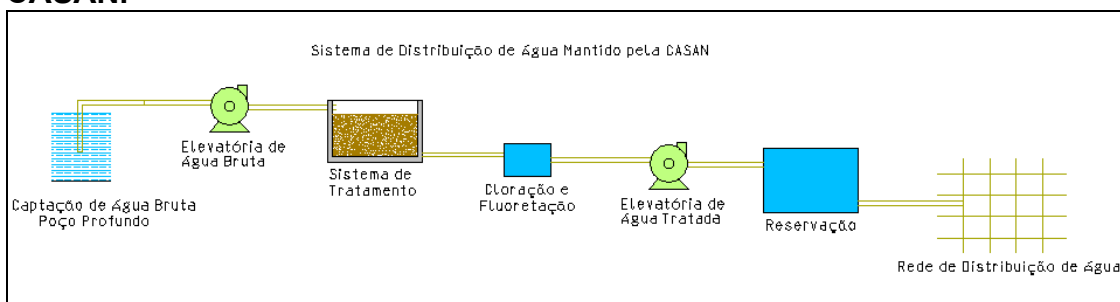 Sistema de Distribuição de Água Mantido pela CASAN
Captação de Água Bruta
Poço Profundo
Elevatória de
Água Bruta
Sistema de
Tratamento
Cloração e
Fluoretação
Elevatória de
Água Tratada
Reservação
Rede de Distribuição de Água